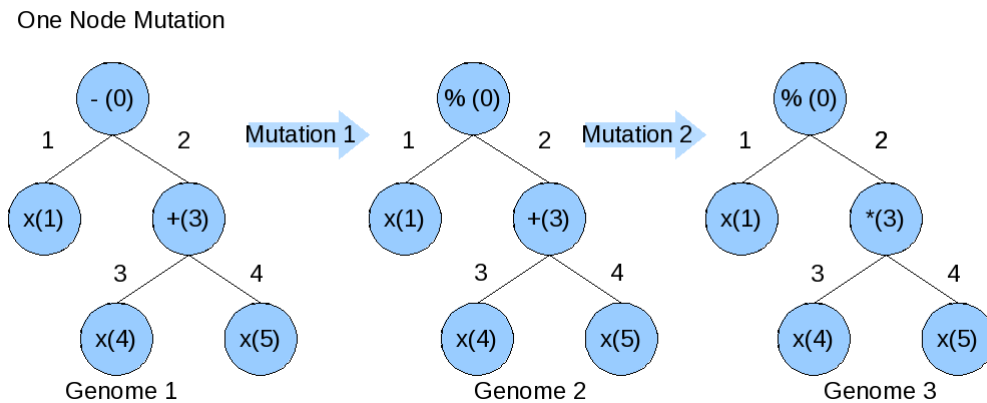 One Node Mutation
- (0) % (0) % (0)
1 2 Mutation 1 1 2 Mutation 2 1 2
x(1) +(3) x(1) +(3) x(1) *(3)
3 4 3 4 3 4
x(4) x(5) x(4) x(5) x(4) x(5)
Genome 1 Genome 2 Genome 3